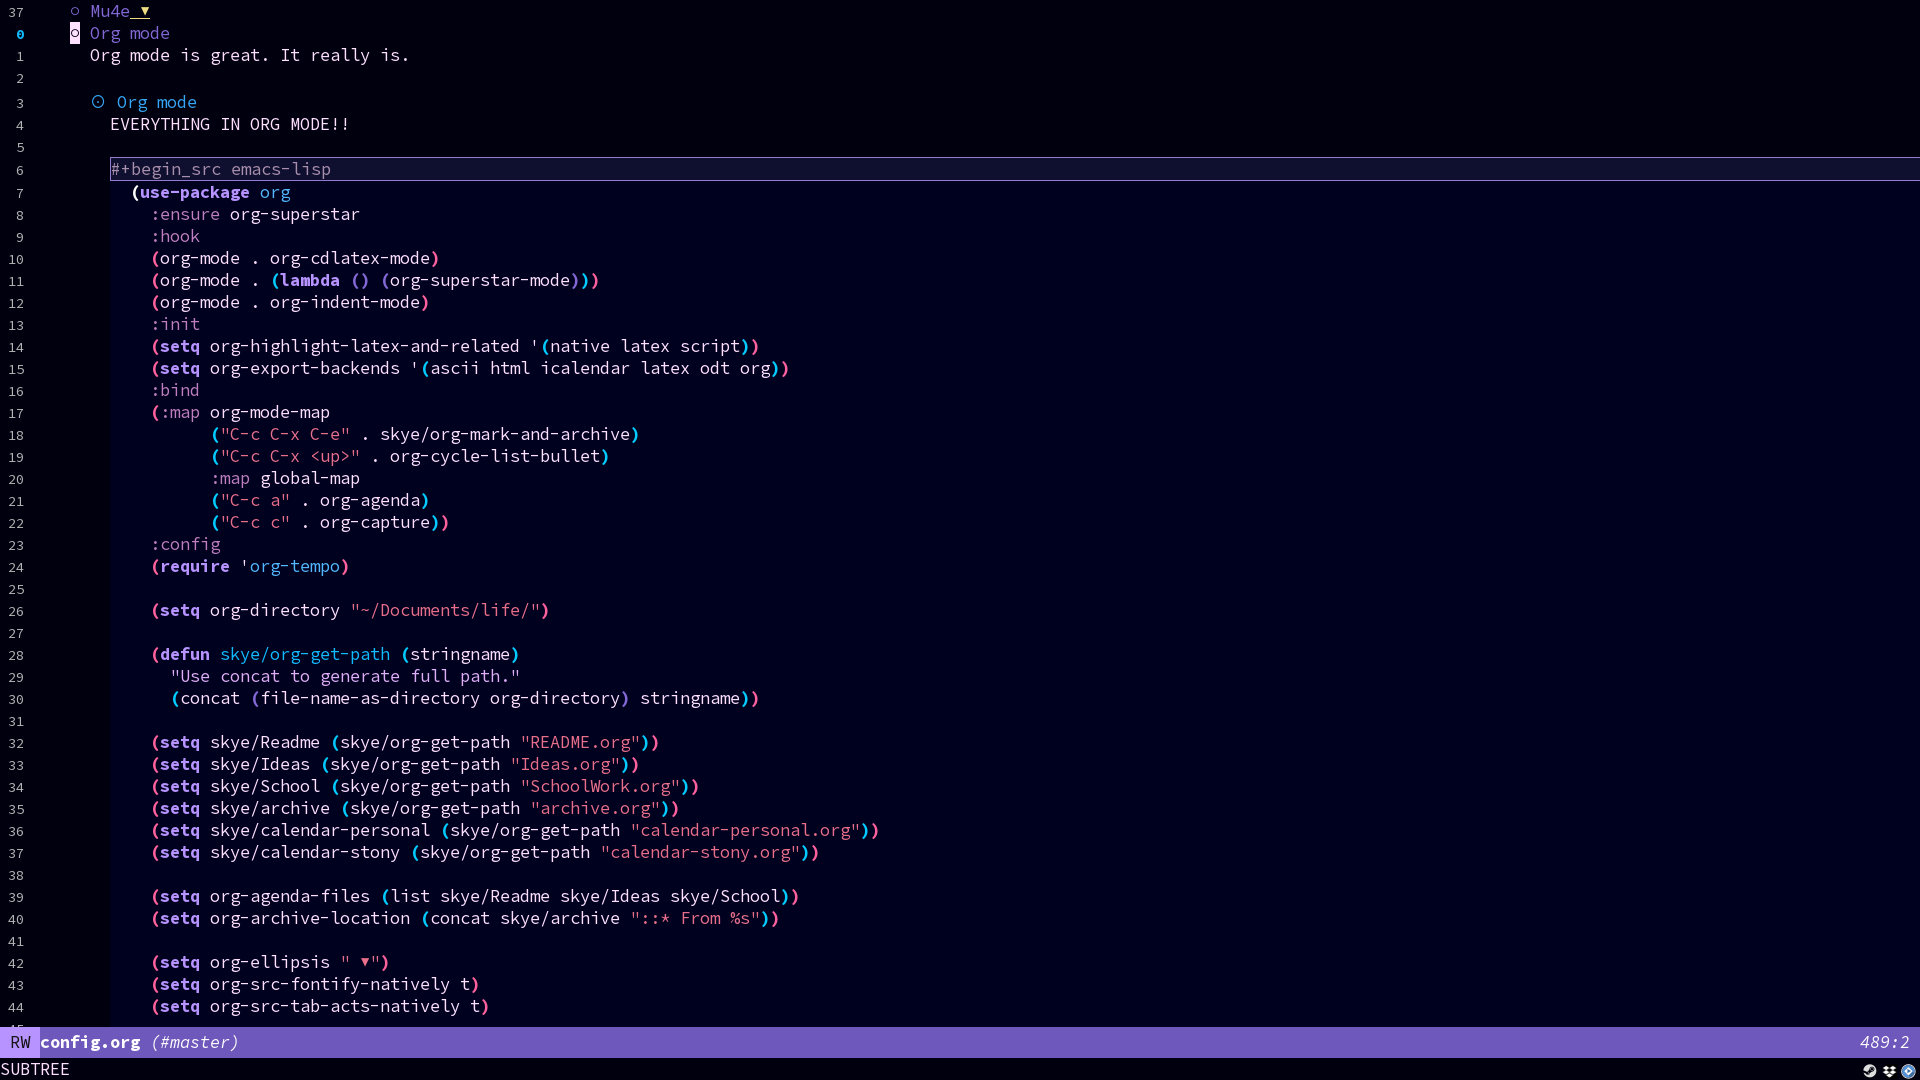 37 ○ Mu4e ▼
0 ○ Org mode
1 Org mode is great. It really is.
2
3 ⊙ Org mode
4 EVERYTHING IN ORG MODE!!
5
6 #+begin_src emacs-lisp
7 (use-package org
8 :ensure org-superstar
9 :hook
10 (org-mode . org-cdlatex-mode)
11 (org-mode . (lambda () (org-superstar-mode)))
12 (org-mode . org-indent-mode)
13 :init
14 (setq org-highlight-latex-and-related '(native latex script))
15 (setq org-export-backends '(ascii html icalendar latex odt org))
16 :bind
17 (:map org-mode-map
18 ("C-c C-x C-e" . skye/org-mark-and-archive)
19 ("C-c C-x <up>" . org-cycle-list-bullet)
20 :map global-map
21 ("C-c a" . org-agenda)
22 ("C-c c" . org-capture))
23 :config
24 (require 'org-tempo)
25
26 (setq org-directory "~/Documents/life/")
27
28 (defun skye/org-get-path (stringname)
29 "Use concat to generate full path."
30 (concat (file-name-as-directory org-directory) stringname))
31
32 (setq skye/Readme (skye/org-get-path "README.org"))
33 (setq skye/Ideas (skye/org-get-path "Ideas.org"))
34 (setq skye/School (skye/org-get-path "SchoolWork.org"))
35 (setq skye/archive (skye/org-get-path "archive.org"))
36 (setq skye/calendar-personal (skye/org-get-path "calendar-personal.org"))
37 (setq skye/calendar-stony (skye/org-get-path "calendar-stony.org"))
38
39 (setq org-agenda-files (list skye/Readme skye/Ideas skye/School))
40 (setq org-archive-location (concat skye/archive "::* From %s"))
41
42 (setq org-ellipsis " ▼")
43 (setq org-src-fontify-natively t)
44 (setq org-src-tab-acts-natively t)
RW config.org (#master) 489:2
SUBTREE